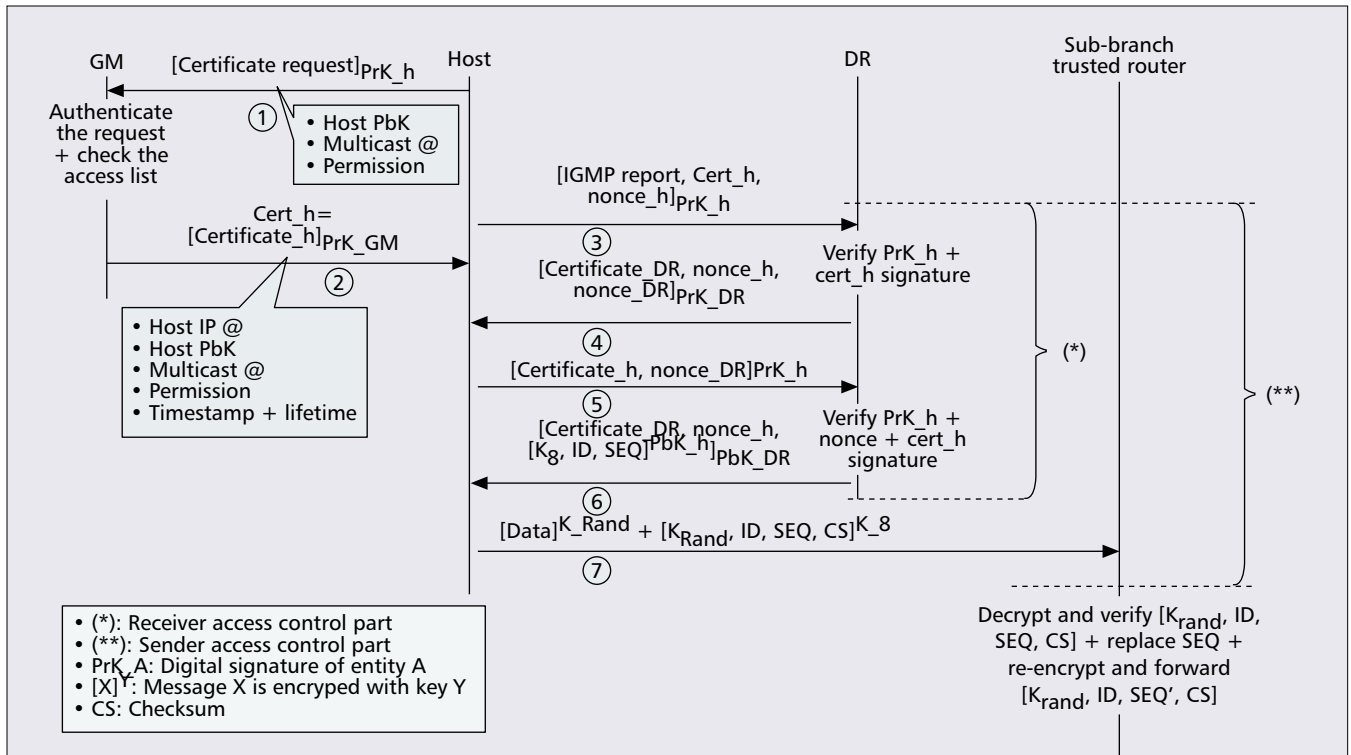 GM
Host
DR
Sub-branch
trusted router
[Certificate request]PrK_h
1
• Host PbK
• Multicast @
• Permission
Authenticate
the request
+ check the
access list
Cert_h=
[Certificate_h]PrK_GM
2
• Host IP @
• Host PbK
• Multicast @
• Permission
• Timestamp + lifetime
[IGMP report, Cert_h,
nonce_h]PrK_h
3
Verify PrK_h +
cert_h signature
[Certificate_DR, nonce_h,
nonce_DR]PrK_DR
4
[Certificate_h, nonce_DR]PrK_h
5
Verify PrK_h +
nonce + cert_h
signature
[Certificate_DR, nonce_h,
[K8, ID, SEQ]PbK_h]PbK_DR
6
(*)
(**)
[Data]K_Rand + [KRand, ID, SEQ, CS]K_8
7
Decrypt and verify [Krand, ID,
SEQ, CS] + replace SEQ +
re-encrypt and forward
[Krand, ID, SEQ’, CS]
• (*): Receiver access control part
• (**): Sender access control part
• PrK_A: Digital signature of entity A
• [X]Y: Message X is encryped with key Y
• CS: Checksum